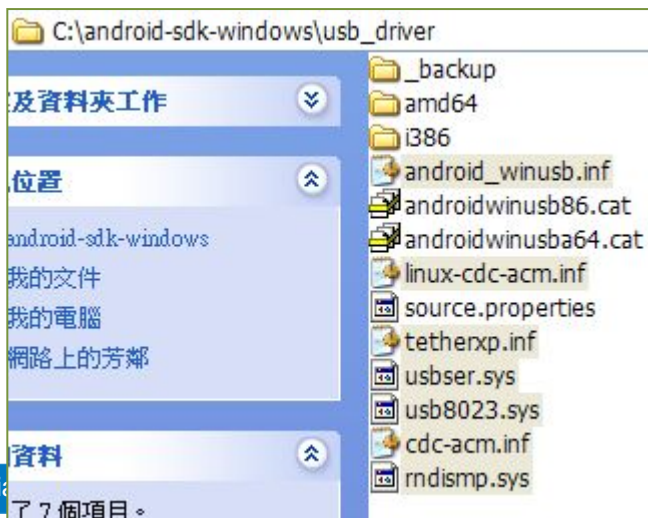 C:\android-sdk-windows\usb_driver
及資料夾工作
位置
android-sdk-windows
我的文件
我的電腦
網路上的芳鄰
資料
了 7 個項目。
_backup
amd64
i386
android_winusb.inf
androidwinusb86.cat
androidwinusba64.cat
linux-cdc-acm.inf
source.properties
tetherxp.inf
usbser.sys
usb8023.sys
cdc-acm.inf
rndismp.sys